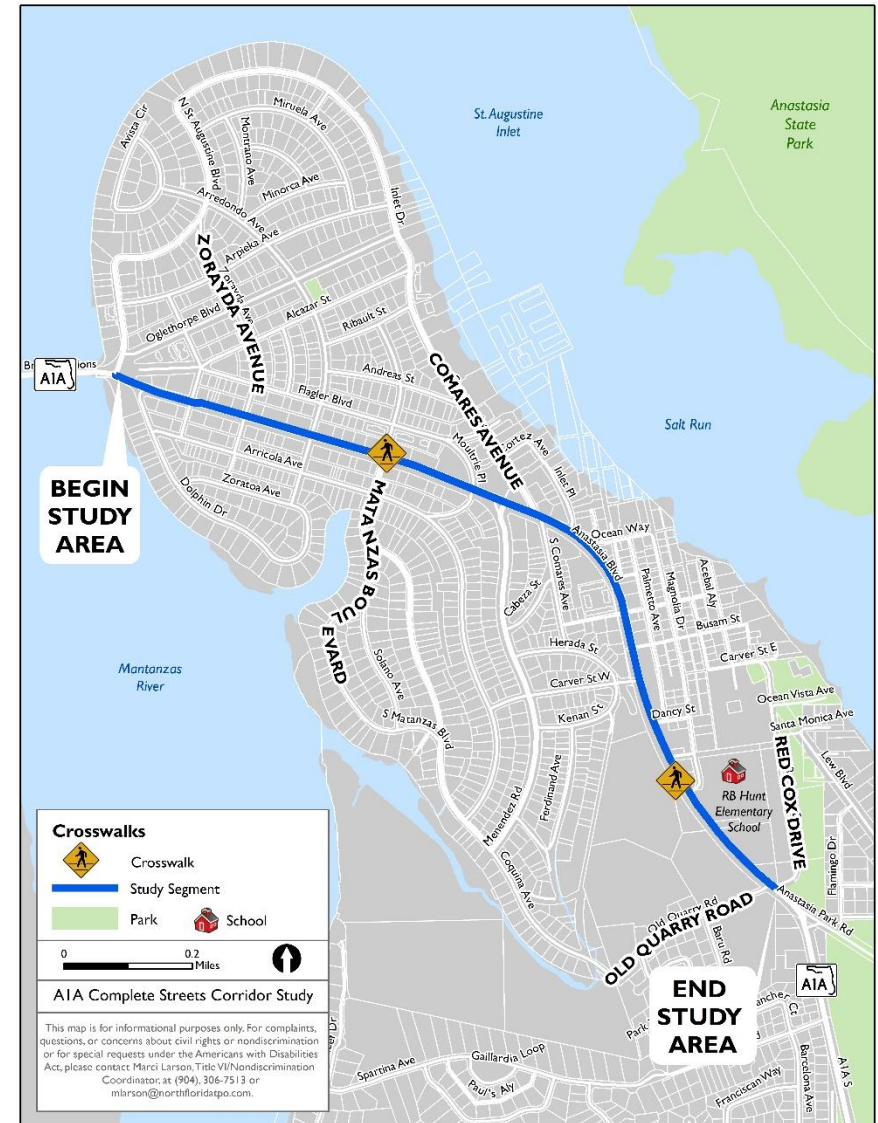 St. Augustine
Inlet
Anastasia
State
Park
Avista Cir
N St. Augustine Blvd
Miruela Ave
Montrano Ave
Minorca Ave
Inlet Dr
Arredondo Ave
Arpieka Ave
ZORAYDA AVENUE
Zorayda Ave
Oglethorpe Blvd
Alcazar St
Ribault St
Andreas St
A1A
Flagler Blvd
COMARES AVENUE
Salt Run
BEGIN
STUDY
AREA
Arricola Ave
Zoratoa Ave
Dolphin Dr
Moultrie Pl
Cortez Ave
Inlet Pl
MATANZAS BOULEVARD
Anastasia Blvd
Ocean Way
S Comares Ave
Cabeza St
Palmetto Ave
Magnolia Dr
Acebal Aly
Busam St
Herada St
Carver St E
Carver St W
Mantanzas
River
Solano Ave
S Matanzas Blvd
Kenan St
Dancy St
Ocean Vista Ave
Santa Monica Ave
RED COX DRIVE
Lew Blvd
RB Hunt
Elementary
School
Menendez Rd
Ferdinand Ave
Flamingo Dr
Coquina Ave
Anastasia Park Rd
Old Quarry Rd
OLD QUARRY ROAD
Baru Rd
A1A
END
STUDY
AREA
Gaillardia Loop
Spartina Ave
Paul's Aly
Franciscan Way
Barcelona Ave
A1A S
Crosswalks
Crosswalk
Study Segment
Park
School
0
0.2
Miles
A1A Complete Streets Corridor Study
This map is for informational purposes only. For complaints,
questions, or concerns about civil rights or nondiscrimination
or for special requests under the Americans with Disabilities
Act, please contact Marci Larson, Title VI/Nondiscrimination
Coordinator, at (904), 306-7513 or
mlarson@northfloridatpo.com.